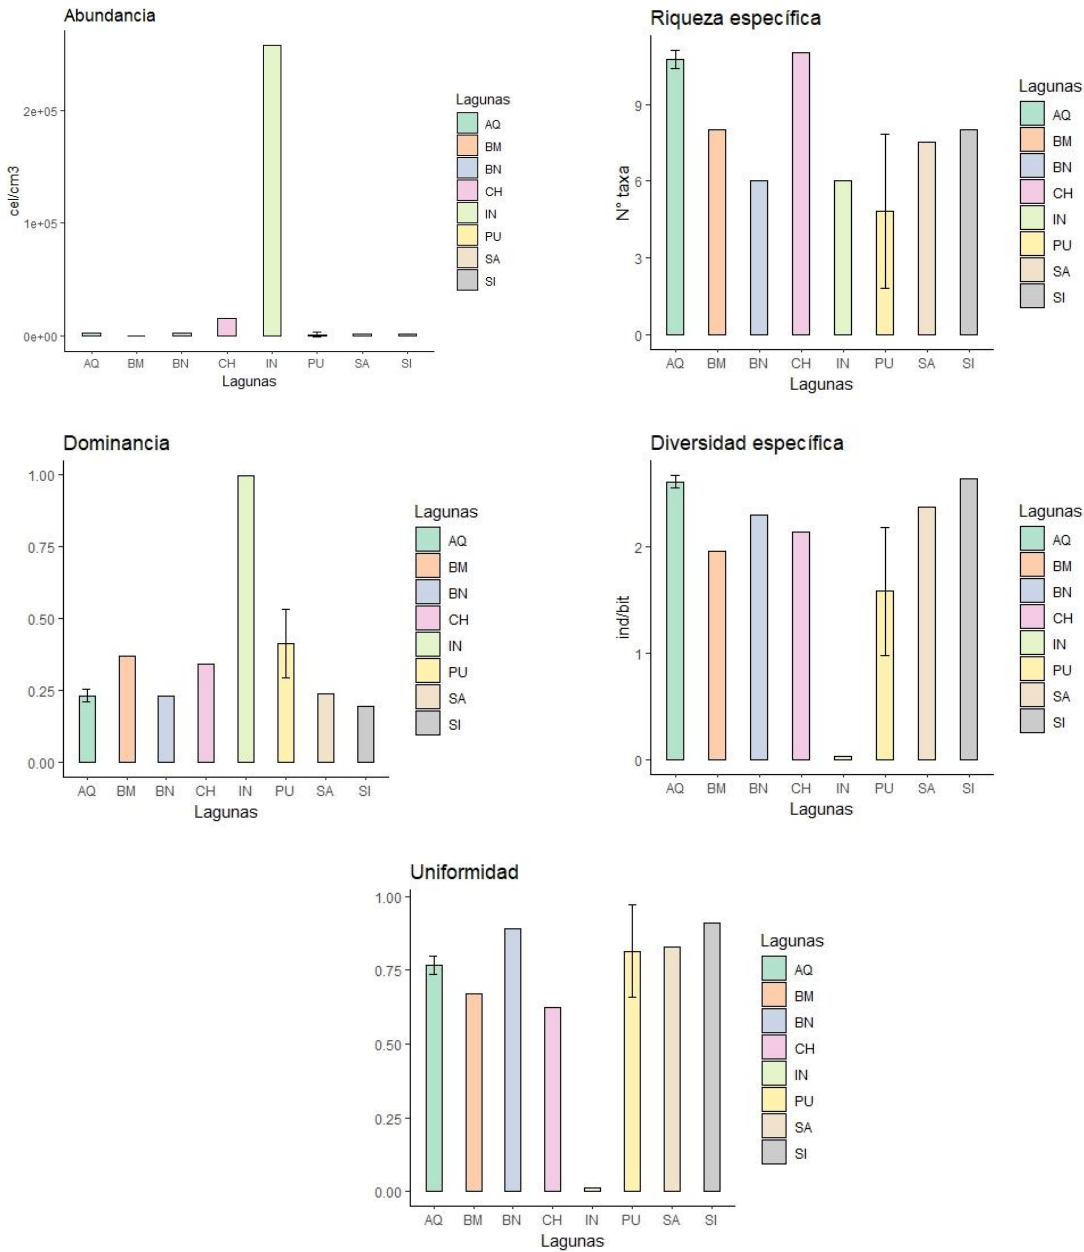 Abundancia
cel/cm3
2e+05
1e+05
0e+00
AQ BM BN CH IN PU SA SI
Lagunas
Lagunas
AQ
BM
BN
CH
IN
PU
SA
SI
Riqueza específica
N° taxa
9
6
3
0
AQ BM BN CH IN PU SA SI
Lagunas
Lagunas
AQ
BM
BN
CH
IN
PU
SA
SI
Dominancia
1.00
0.75
0.50
0.25
0.00
AQ BM BN CH IN PU SA SI
Lagunas
Lagunas
AQ
BM
BN
CH
IN
PU
SA
SI
Diversidad específica
ind/bit
2
1
0
AQ BM BN CH IN PU SA SI
Lagunas
Lagunas
AQ
BM
BN
CH
IN
PU
SA
SI
Uniformidad
1.00
0.75
0.50
0.25
0.00
AQ BM BN CH IN PU SA SI
Lagunas
Lagunas
AQ
BM
BN
CH
IN
PU
SA
SI